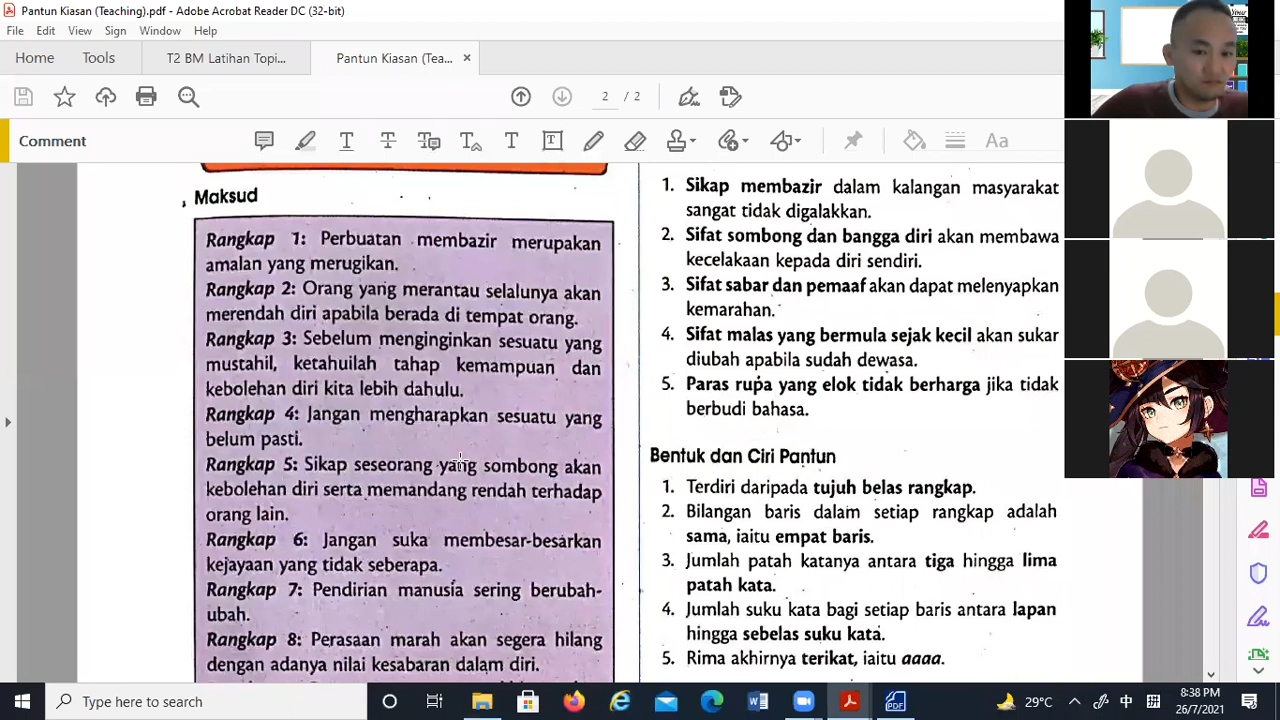 Pantun Kiasan (Teaching).pdf - Adobe Acrobat Reader DC (32-bit)
File Edit View Sign Window Help
Home Tools T2 BM Latihan Topi... Pantun Kiasan (Tea... ×
2 / 2
Comment
Aa
Maksud
Rangkap 1: Perbuatan membazir merupakan
amalan yang merugikan.
Rangkap 2: Orang yang merantau selalunya akan
merendah diri apabila berada di tempat orang.
Rangkap 3: Sebelum menginginkan sesuatu yang
mustahil, ketahuilah tahap kemampuan dan
kebolehan diri kita lebih dahulu.
Rangkap 4: Jangan mengharapkan sesuatu yang
belum pasti.
Rangkap 5: Sikap seseorang yang sombong akan
kebolehan diri serta memandang rendah terhadap
orang lain.
Rangkap 6: Jangan suka membesar-besarkan
kejayaan yang tidak seberapa.
Rangkap 7: Pendirian manusia sering berubah-
ubah.
Rangkap 8: Perasaan marah akan segera hilang
dengan adanya nilai kesabaran dalam diri.
1. Sikap membazir dalam kalangan masyarakat
sangat tidak digalakkan.
2. Sifat sombong dan bangga diri akan membawa
kecelakaan kepada diri sendiri.
3. Sifat sabar dan pemaaf akan dapat melenyapkan
kemarahan.
4. Sifat malas yang bermula sejak kecil akan sukar
diubah apabila sudah dewasa.
5. Paras rupa yang elok tidak berharga jika tidak
berbudi bahasa.
Bentuk dan Ciri Pantun
1. Terdiri daripada tujuh belas rangkap.
2. Bilangan baris dalam setiap rangkap adalah
sama, iaitu empat baris.
3. Jumlah patah katanya antara tiga hingga lima
patah kata.
4. Jumlah suku kata bagi setiap baris antara lapan
hingga sebelas suku kata.
5. Rima akhirnya terikat, iaitu aaaa.
Type here to search
29°C
中
拼
8:38 PM
26/7/2021